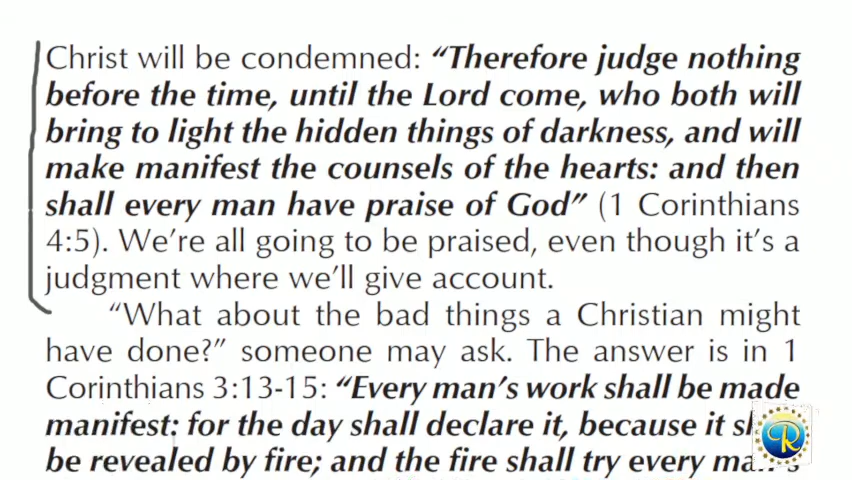 Christ will be condemned: “Therefore judge nothing
before the time, until the Lord come, who both will
bring to light the hidden things of darkness, and will
make manifest the counsels of the hearts: and then
shall every man have praise of God” (1 Corinthians
4:5). We’re all going to be praised, even though it’s a
judgment where we’ll give account.
“What about the bad things a Christian might
have done?” someone may ask. The answer is in 1
Corinthians 3:13-15: “Every man’s work shall be made
manifest: for the day shall declare it, because it
be revealed by fire; and the fire shall try every man’s
R